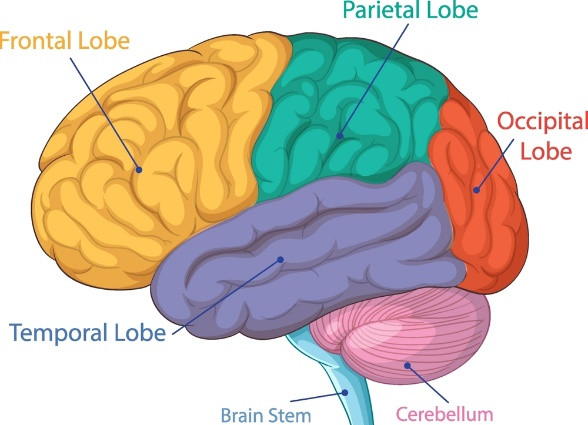 Parietal Lobe
Frontal Lobe
Occipital
Lobe
Temporal Lobe
Brain Stem
Cerebellum